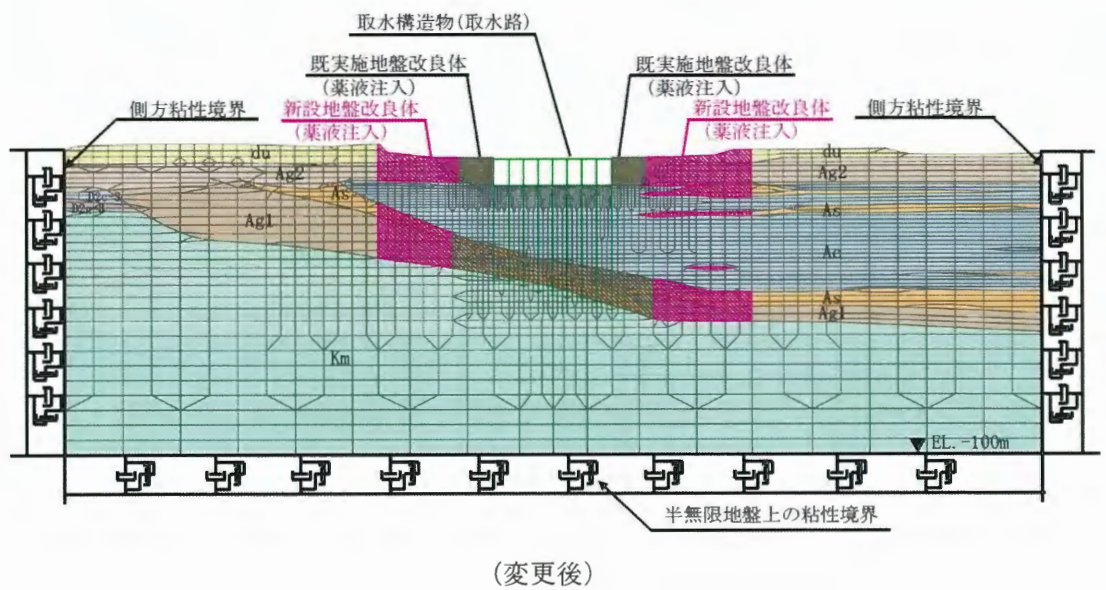 取水構造物(取水路)
既実施地盤改良体
(薬液注入)
既実施地盤改良体
(薬液注入)
側方粘性境界
新設地盤改良体
(薬液注入)
新設地盤改良体
(薬液注入)
側方粘性境界
du
du
Ag2
Ag2
As
As
D2c-3
D2g-3
Ag1
Ac
As
Ag1
Km
EL.-100m
半無限地盤上の粘性境界
(変更後)